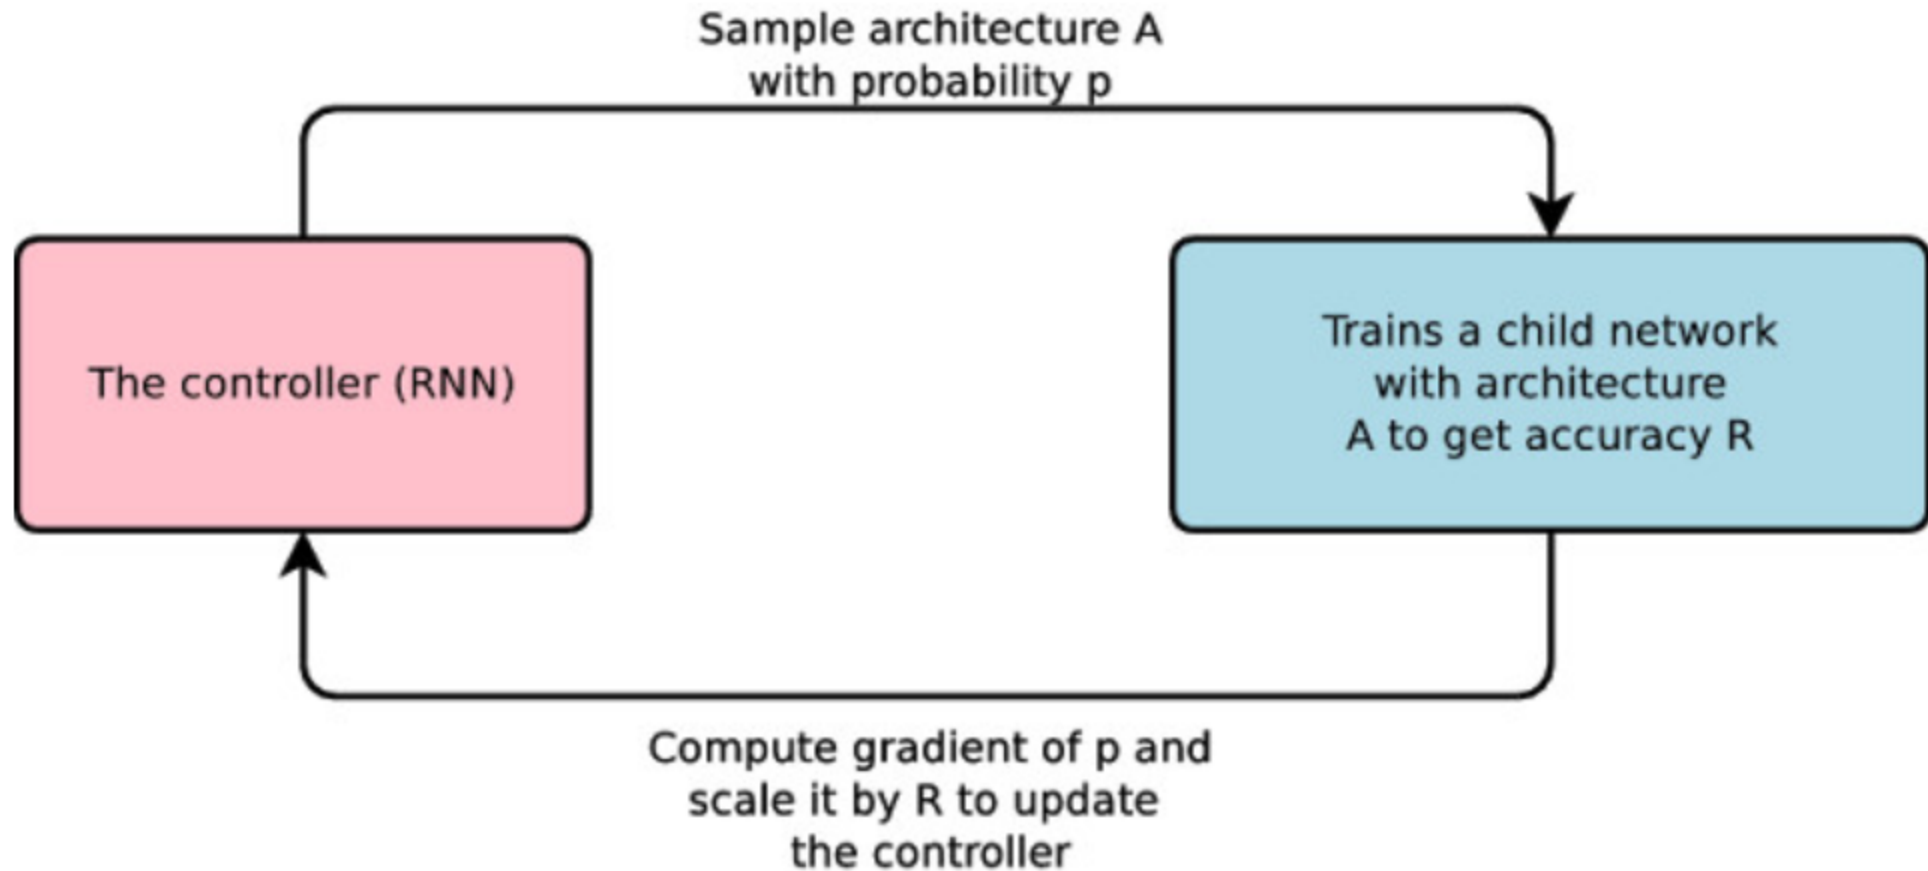 Sample architecture A
with probability p
The controller (RNN)
Trains a child network
with architecture
A to get accuracy R
Compute gradient of p and
scale it by R to update
the controller